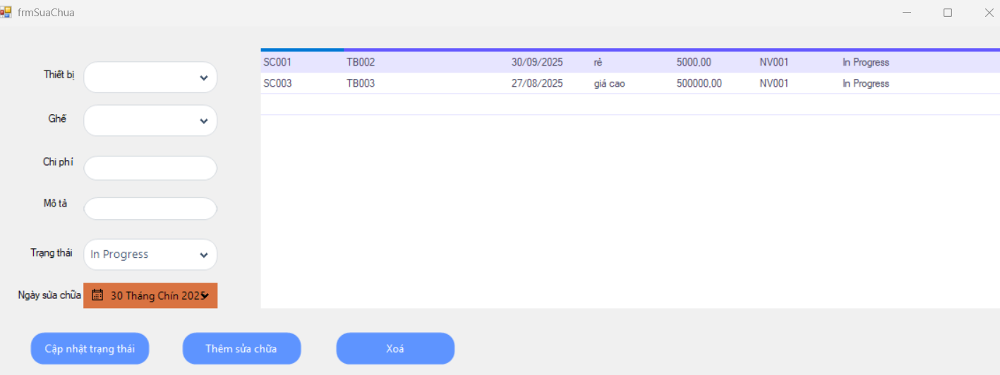 frmSuaChua
Thiết bị
Ghế
Chi phí
Mô tả
Trạng thái In Progress
Ngày sửa chữa 30 Tháng Chín 2025
SC001 TB002 30/09/2025 rẻ 5000,00 NV001 In Progress
SC003 TB003 27/08/2025 giá cao 500000,00 NV001 In Progress
Cập nhật trạng thái Thêm sửa chữa Xoá